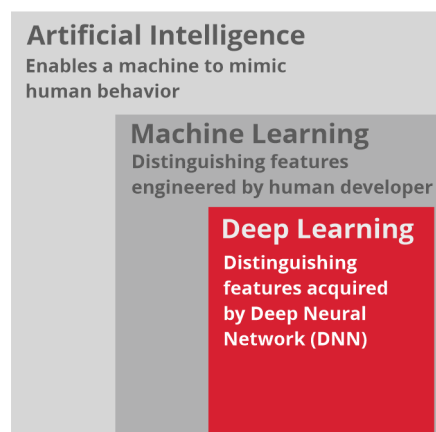 Artificial Intelligence
Enables a machine to mimic
human behavior
Machine Learning
Distinguishing features
engineered by human developer
Deep Learning
Distinguishing
features acquired
by Deep Neural
Network (DNN)